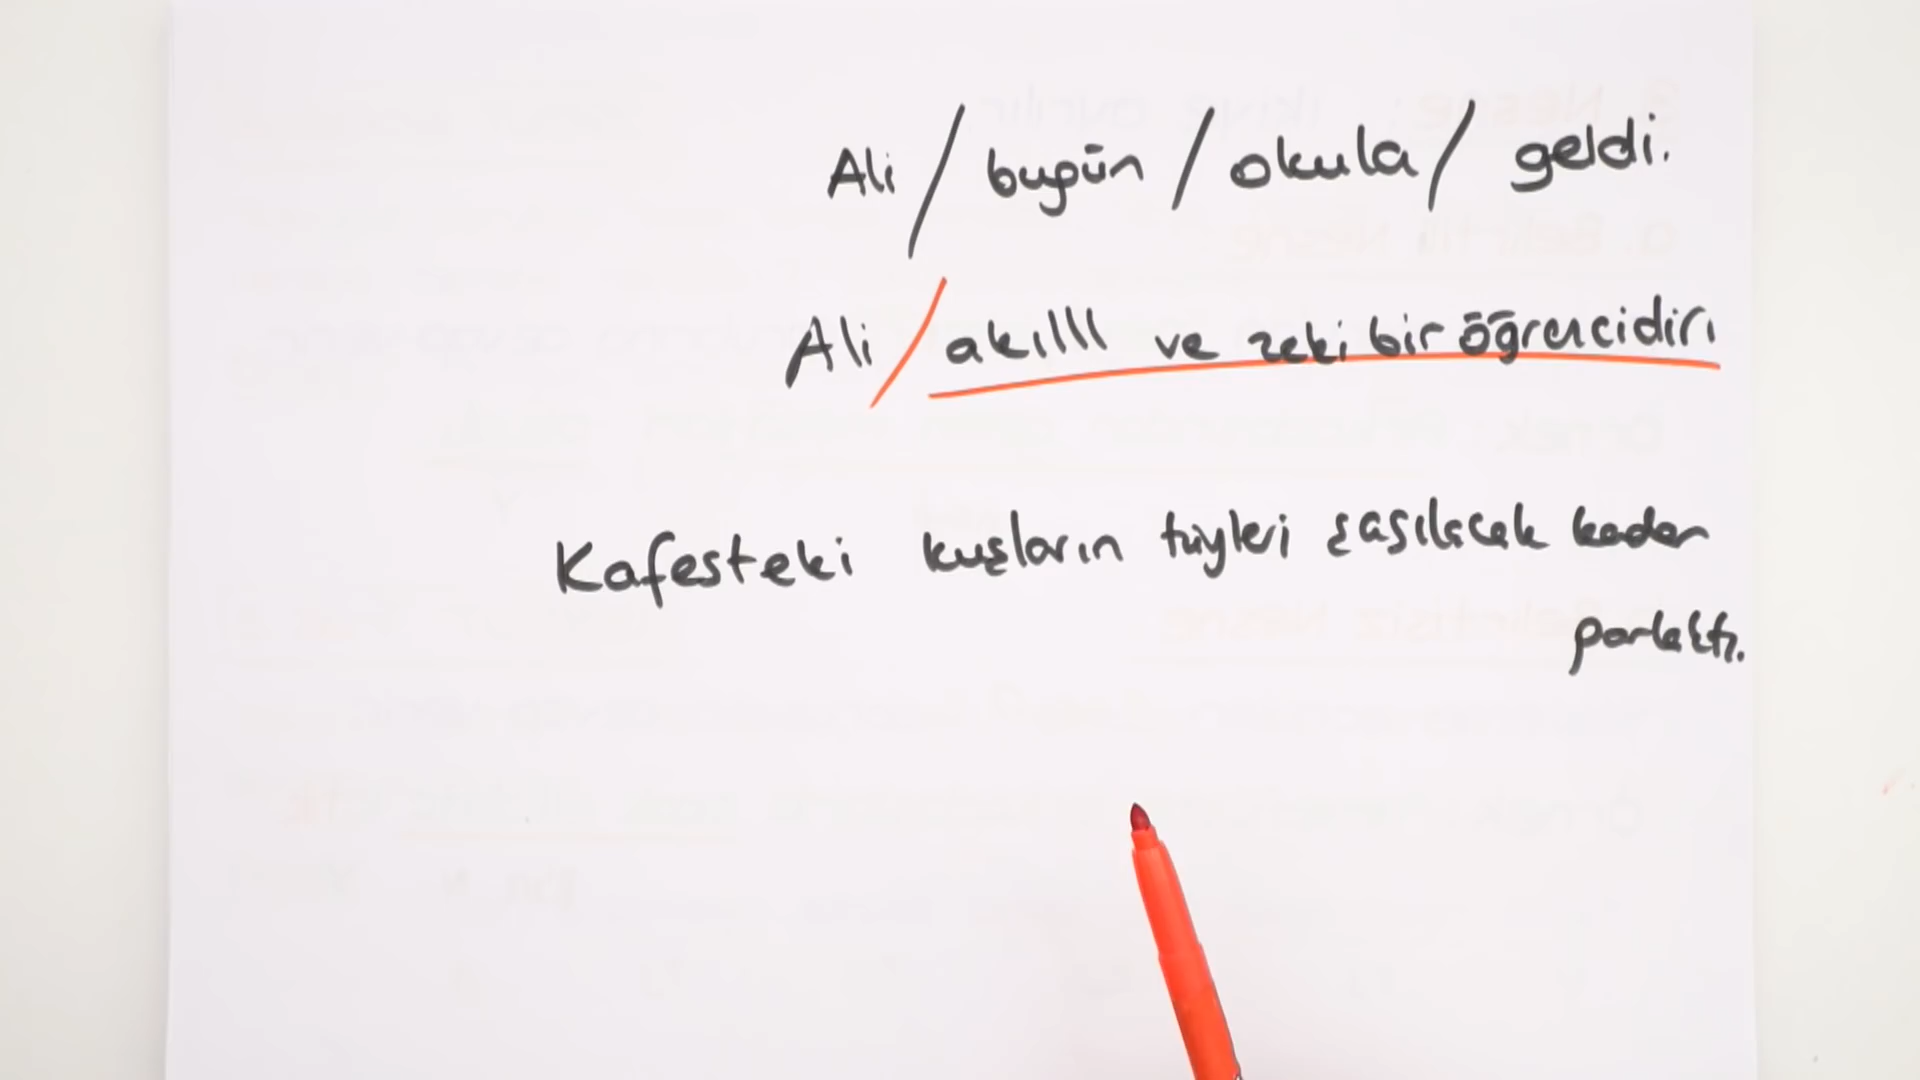 Ali / bugün / okula / geldi.
Ali / akıllı ve zeki bir öğrencidir.
Kafesteki kuşların tüyleri şaşılacak kadar
parlaktı.